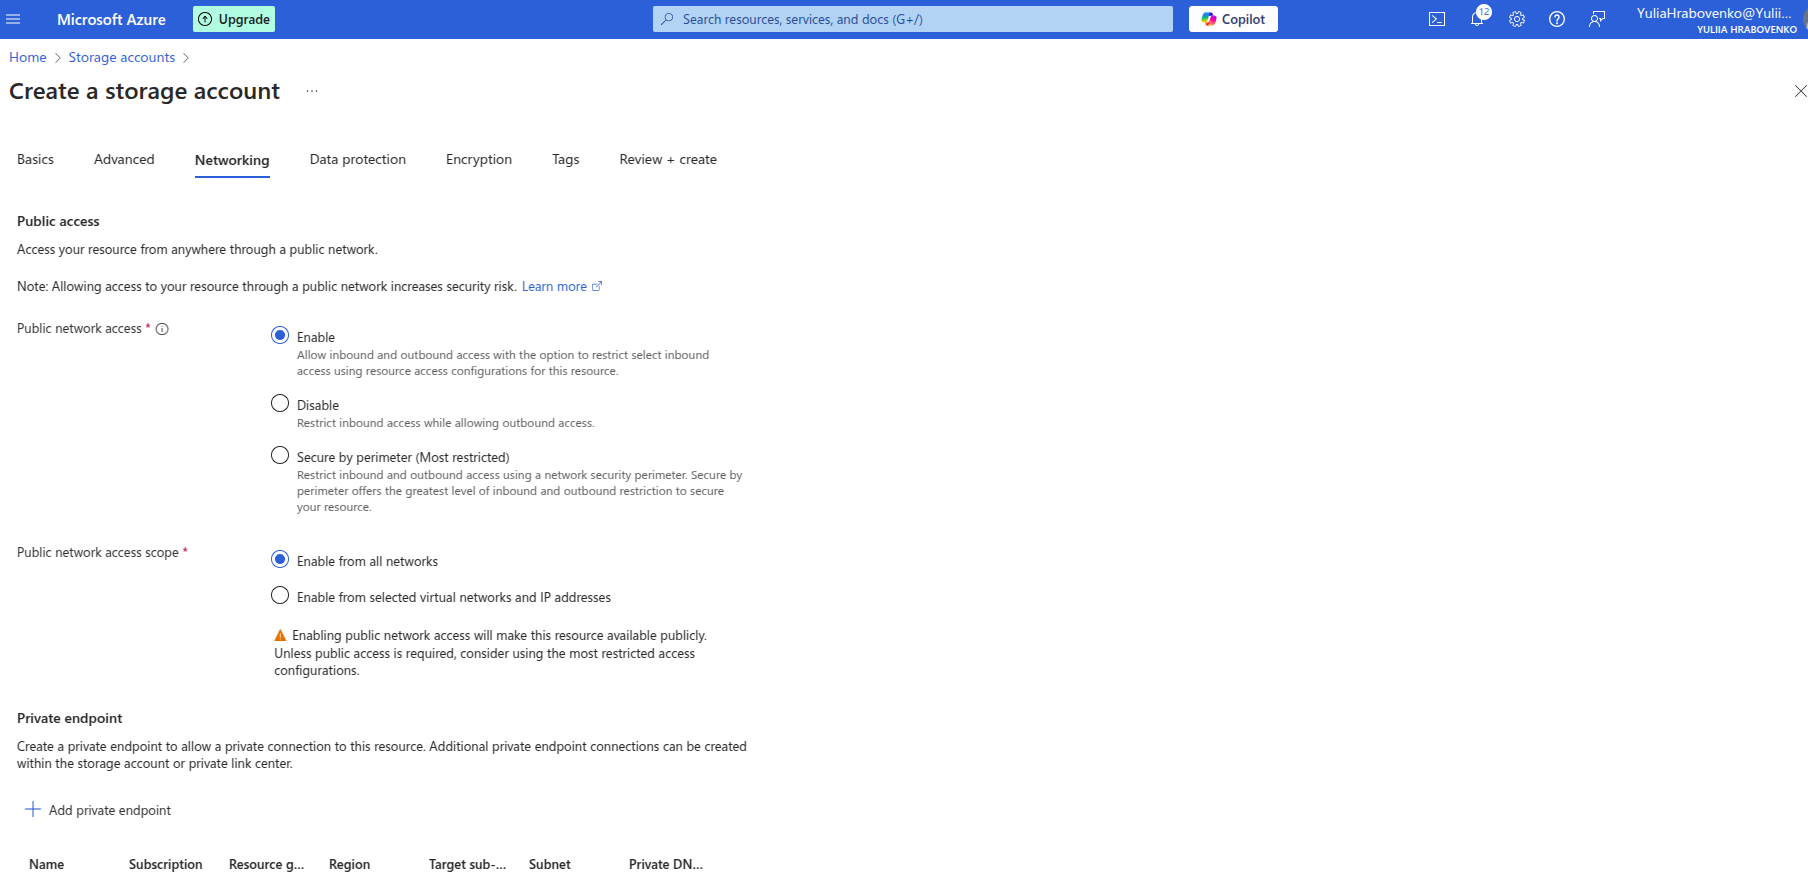 Microsoft Azure
Upgrade
Search resources, services, and docs (G+/)
Copilot
12
YuliaHrabovenko@Yulii...
YULIIA HRABOVENKO
Home > Storage accounts >
Create a storage account ...
Basics Advanced Networking Data protection Encryption Tags Review + create
Public access
Access your resource from anywhere through a public network.
Note: Allowing access to your resource through a public network increases security risk. Learn more
Public network access *
Enable
Allow inbound and outbound access with the option to restrict select inbound
access using resource access configurations for this resource.
Disable
Restrict inbound access while allowing outbound access.
Secure by perimeter (Most restricted)
Restrict inbound and outbound access using a network security perimeter. Secure by
perimeter offers the greatest level of inbound and outbound restriction to secure
your resource.
Public network access scope *
Enable from all networks
Enable from selected virtual networks and IP addresses
Enabling public network access will make this resource available publicly.
Unless public access is required, consider using the most restricted access
configurations.
Private endpoint
Create a private endpoint to allow a private connection to this resource. Additional private endpoint connections can be created
within the storage account or private link center.
Add private endpoint
Name Subscription Resource g... Region Target sub-... Subnet Private DN...